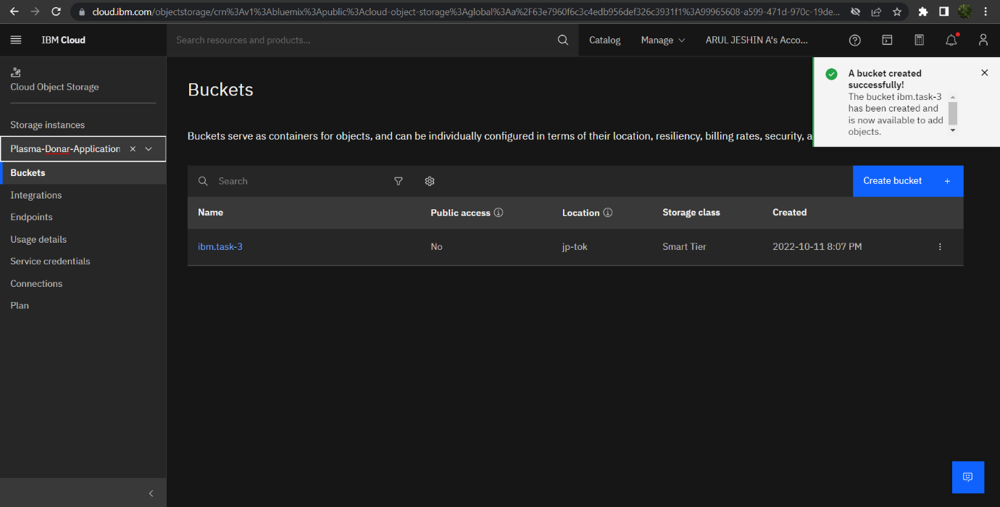 cloud.ibm.com/objectstorage/crn%3Av1%3Abluemix%3Apublic%3Acloud-object-storage%3Aglobal%3Aa%2F63e7960f6c3c4edb956def326c3931f1%3A99965608-a599-471d-970c-19de...
IBM Cloud
Search resources and products...
Catalog
Manage
ARUL JESHIN A's Acco...
Cloud Object Storage
Storage instances
Plasma-Donar-Application
Buckets
Integrations
Endpoints
Usage details
Service credentials
Connections
Plan
Buckets
Buckets serve as containers for objects, and can be individually configured in terms of their location, resiliency, billing rates, security, a
A bucket created
successfully!
The bucket ibm.task-3
has been created and
is now available to add
objects.
Search
Create bucket +
Name Public access Location Storage class Created
ibm.task-3 No jp-tok Smart Tier 2022-10-11 8:07 PM